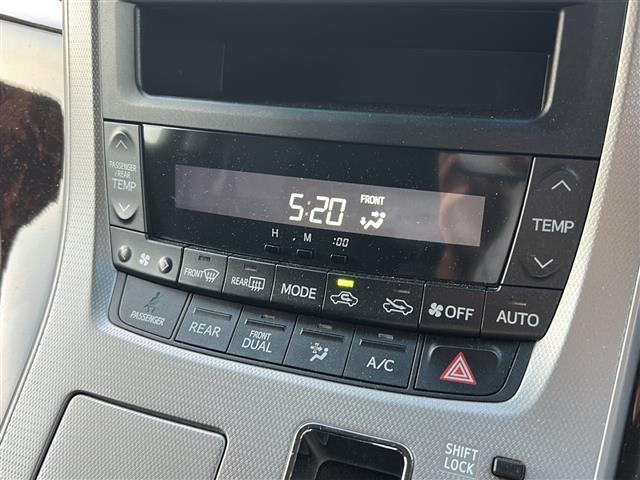 PASSENGER
/REAR
TEMP
5:20
FRONT
H
M
:00
TEMP
FRONT
REAR
MODE
OFF
AUTO
PASSENGER
REAR
FRONT
DUAL
A/C
SHIFT
LOCK